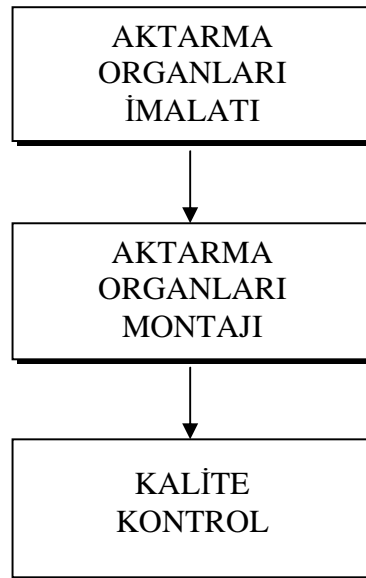 AKTARMA
ORGANLARI
İMALATI
AKTARMA
ORGANLARI
MONTAJI
KALİTE
KONTROL